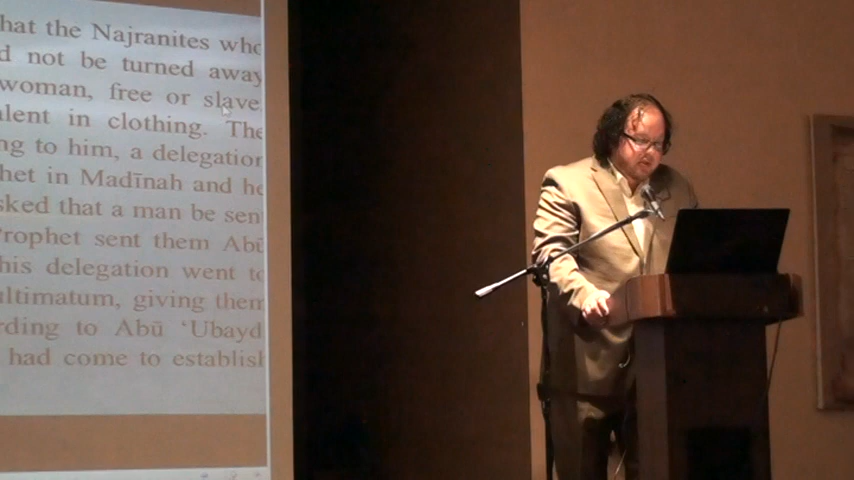 hat the Najranites who
d not be turned away
woman, free or slave
alent in clothing. The
ng to him, a delegation
het in Madīnah and he
sked that a man be sent
Prophet sent them Abū
his delegation went to
ultimatum, giving them
rding to Abū ‘Ubayd
had come to establish